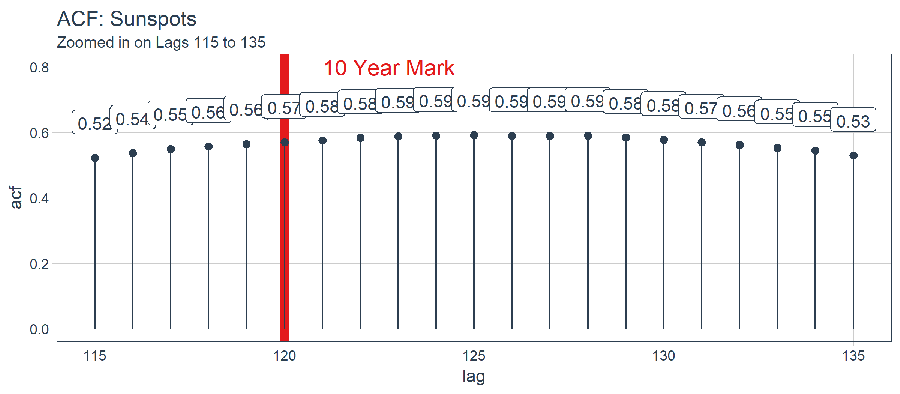 ACF: Sunspots
Zoomed in on Lags 115 to 135
10 Year Mark
0.8
0.6
0.4
0.2
0.0
acf
0.52 0.54 0.55 0.56 0.56 0.57 0.58 0.58 0.59 0.59 0.59 0.59 0.59 0.59 0.58 0.58 0.57 0.56 0.55 0.55 0.53
115 120 125 130 135
lag